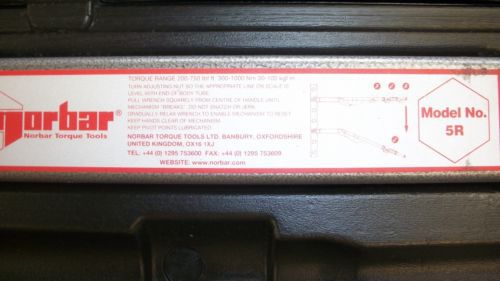 norbar
Norbar Torque Tools
TORQUE RANGE 200-750 lbf ft. 300-1000 Nm 30-100 kgf m
TURN ADJUSTING NUT SO THE APPROPRIATE LINE ON SCALE IS
LEVEL WITH END OF BODY TUBE.
PULL WRENCH SQUARELY FROM CENTRE OF HANDLE UNTIL
MECHANISM 'BREAKS'. DO NOT SNATCH OR JERK.
GRADUALLY RELAX WRENCH TO ENABLE MECHANISM TO RESET
KEEP HANDS CLEAR OF MECHANISM
KEEP PIVOT POINTS LUBRICATED.
NORBAR TORQUE TOOLS LTD. BANBURY, OXFORDSHIRE
UNITED KINGDOM, OX16 1XJ
TEL: +44 (0) 1295 753600 FAX: +44 (0) 1295 753609
WEBSITE: www.norbar.com
Model No.
5R